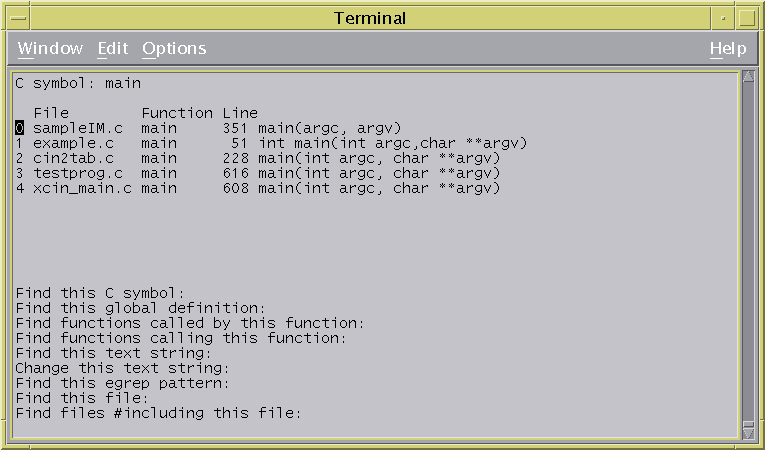 Terminal
Window Edit Options Help
C symbol: main
File Function Line
0 sampleIM.c main 351 main(argc, argv)
1 example.c main 51 int main(int argc,char **argv)
2 cin2tab.c main 228 main(int argc, char **argv)
3 testprog.c main 616 main(int argc, char **argv)
4 xcin_main.c main 608 main(int argc, char **argv)
Find this C symbol:
Find this global definition:
Find functions called by this function:
Find functions calling this function:
Find this text string:
Change this text string:
Find this egrep pattern:
Find this file:
Find files #including this file: